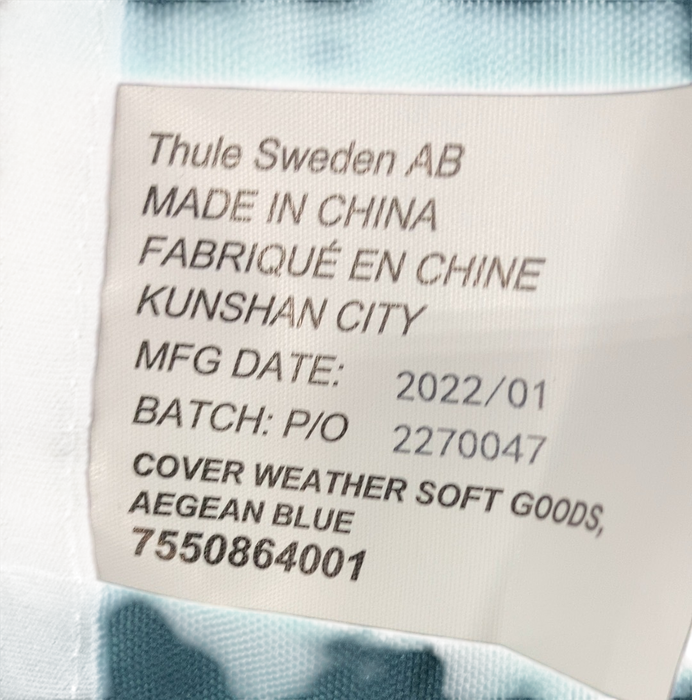 Thule Sweden AB
MADE IN CHINA
FABRIQUÉ EN CHINE
KUNSHAN CITY
MFG DATE: 2022/01
BATCH: P/O 2270047
COVER WEATHER SOFT GOODS,
AEGEAN BLUE
7550864001